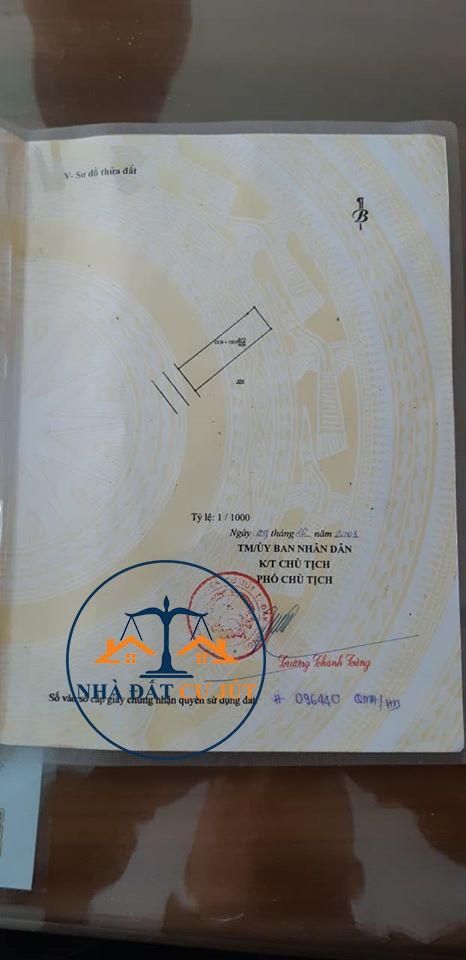 V- Sơ đồ thửa đất
B
Tỷ lệ: 1 / 1000
Ngày tháng năm
TM/ỦY BAN NHÂN DÂN
K/T CHỦ TỊCH
PHÓ CHỦ TỊCH
Trương Thanh Tùng
NHÀ ĐẤT CƯ JÚT
Số vào sổ cấp giấy chứng nhận quyền sử dụng đất # 096440 QSDĐ/HD